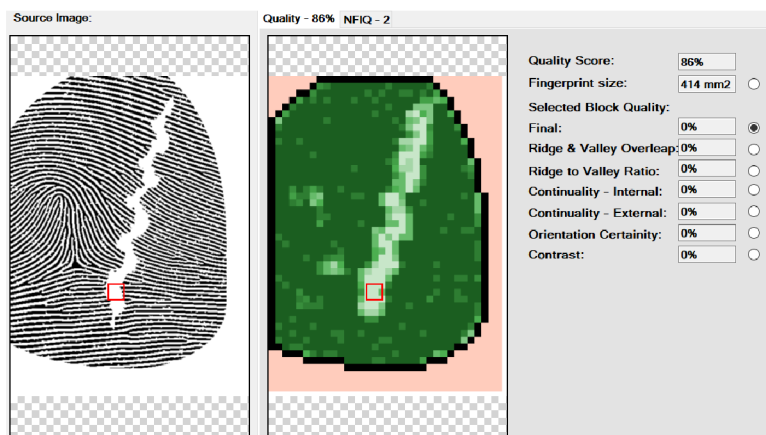 Source Image:
Quality - 86% NFIQ - 2
Quality Score: 86%
Fingerprint size: 414 mm2
Selected Block Quality:
Final: 0%
Ridge & Valley Overleap: 0%
Ridge to Valley Ratio: 0%
Continuality - Internal: 0%
Continuality - External: 0%
Orientation Certainity: 0%
Contrast: 0%